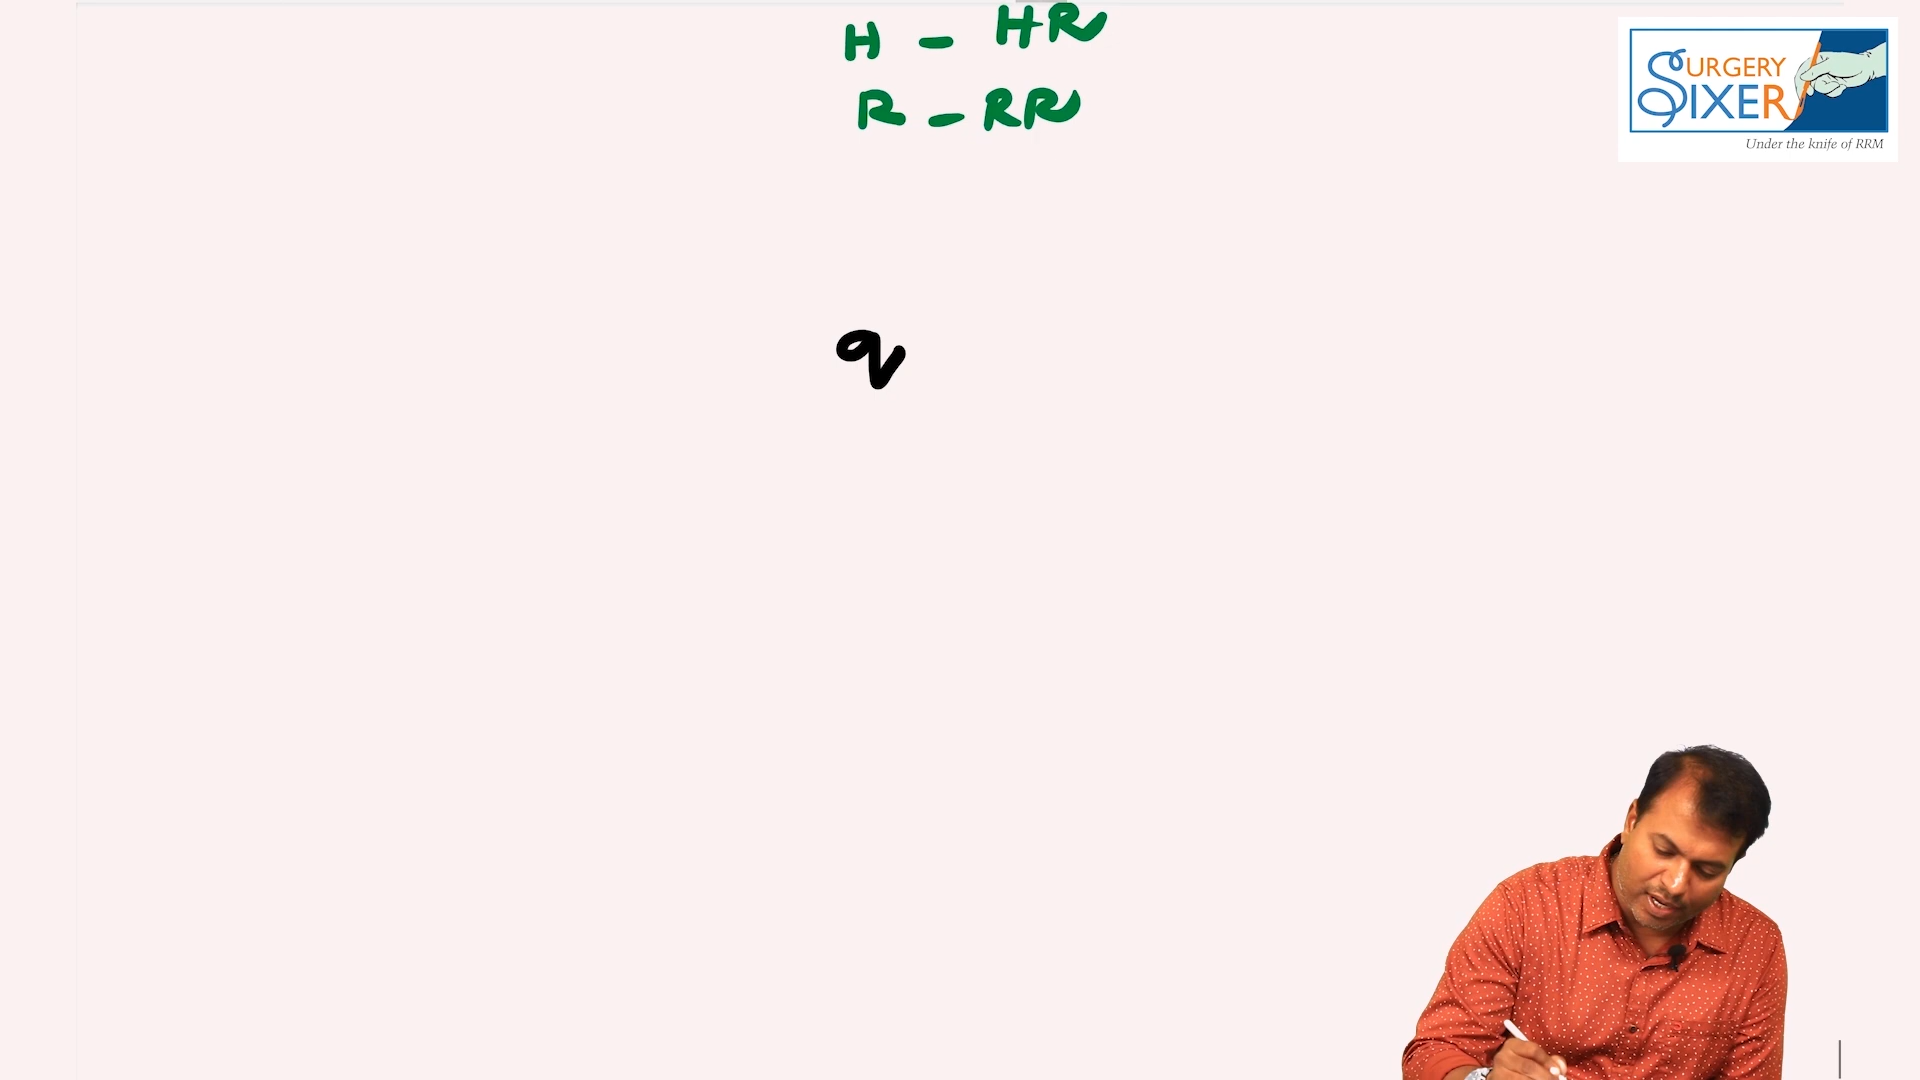 H - HR
R - RR
q
SURGERY
SIXER
Under the knife of RRM